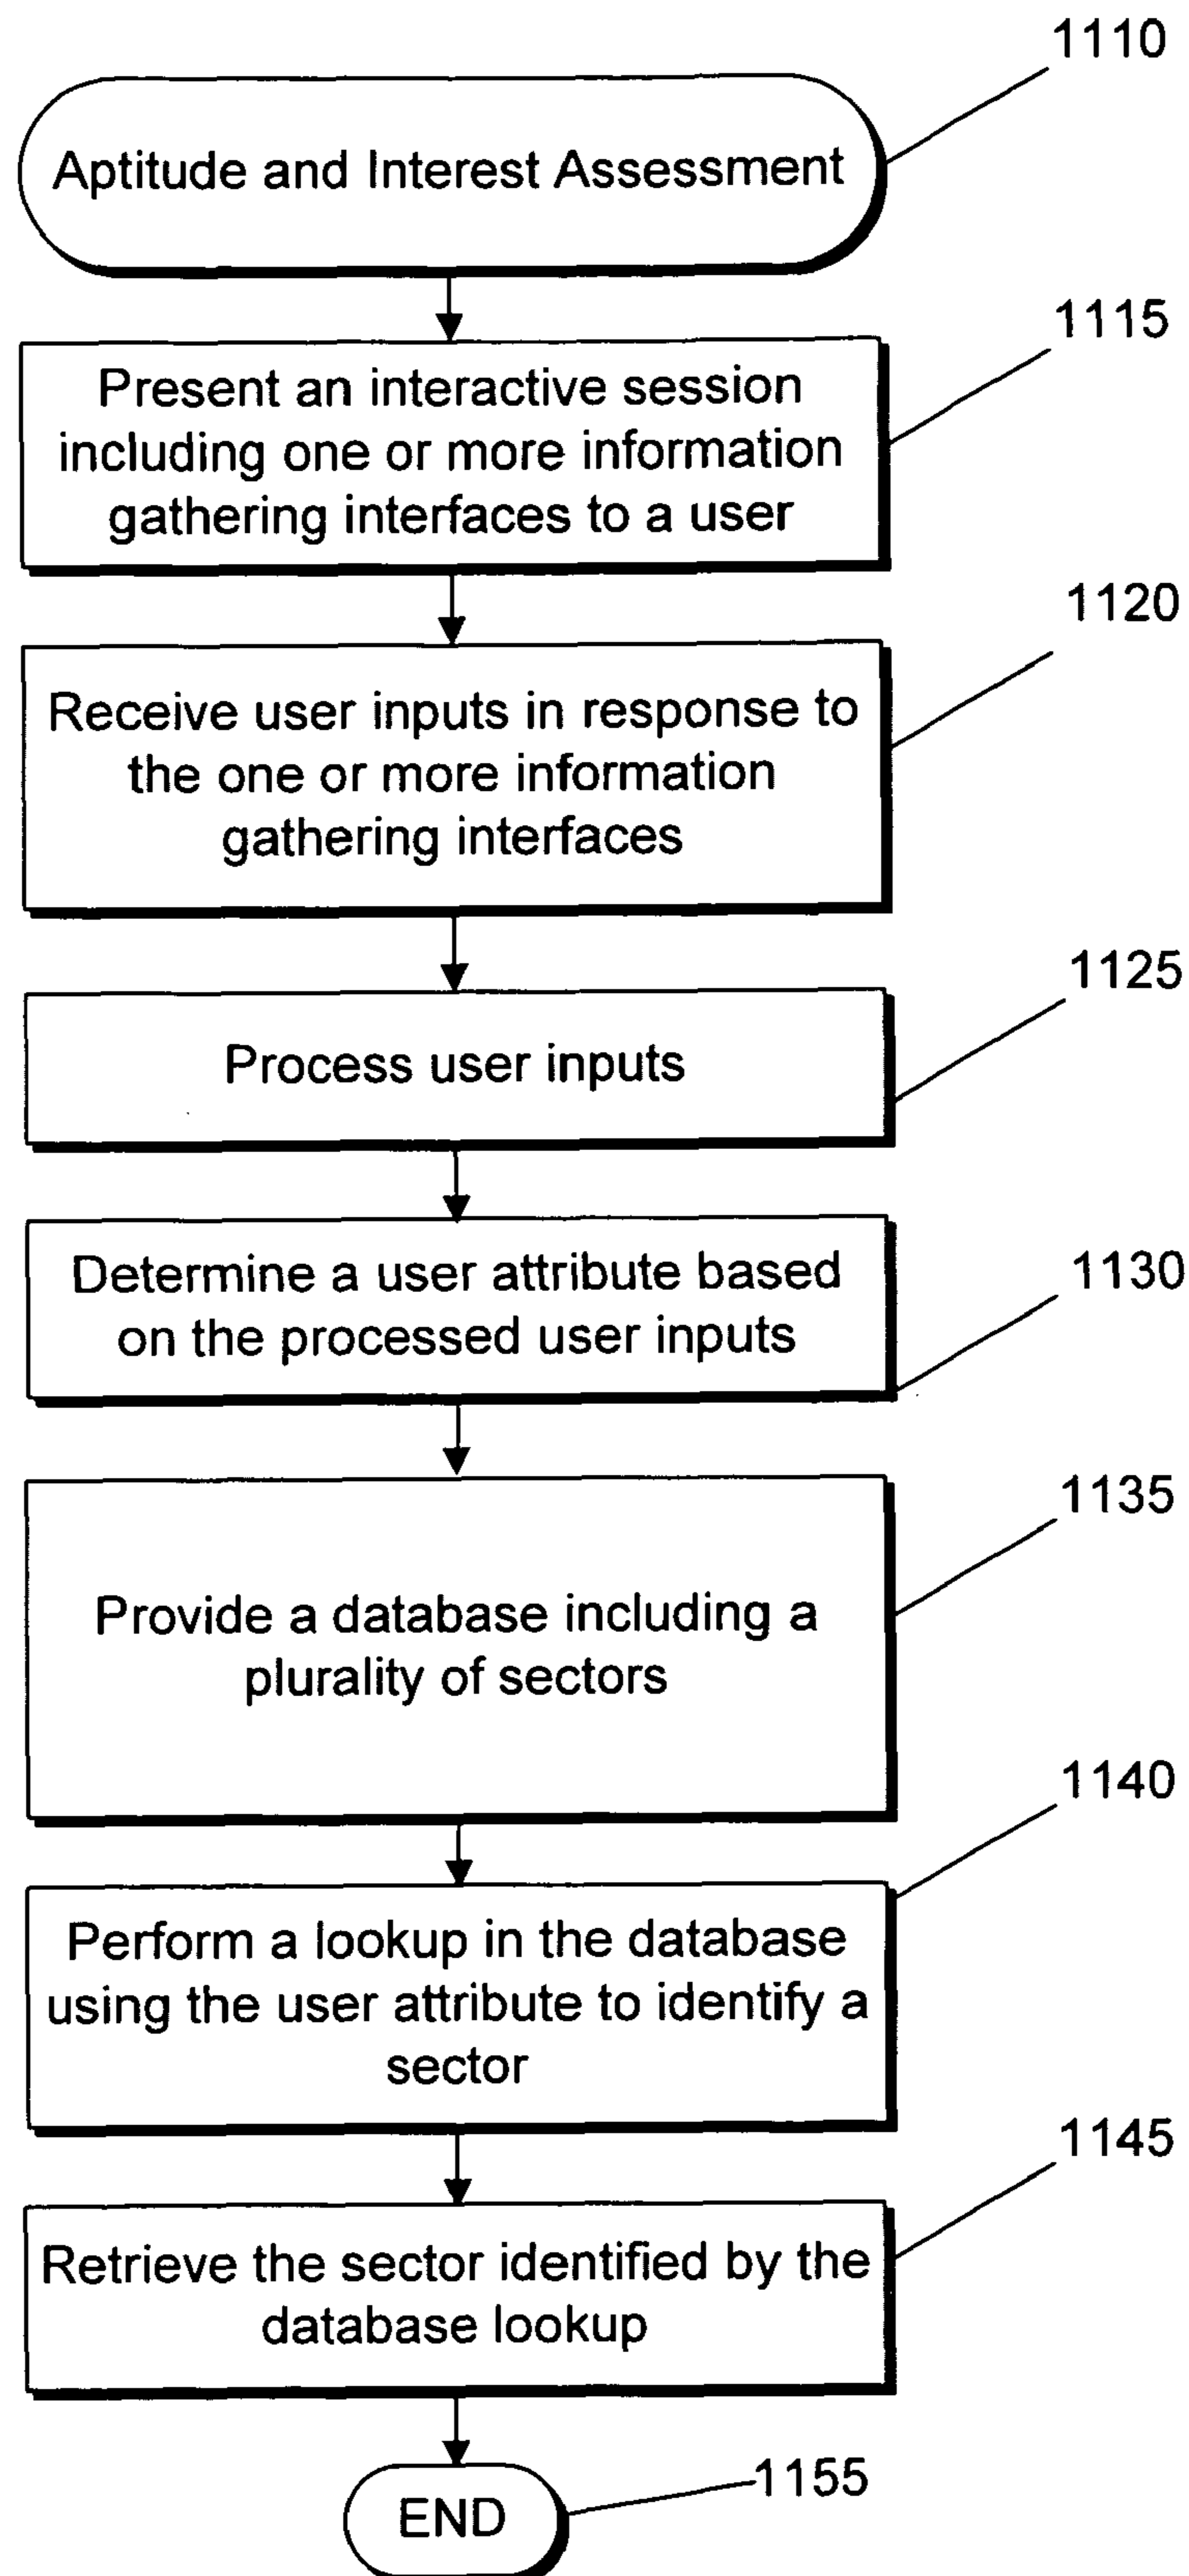 1110
Aptitude and Interest Assessment
1115
Present an interactive session
including one or more information
gathering interfaces to a user
1120
Receive user inputs in response to
the one or more information
gathering interfaces
1125
Process user inputs
1130
Determine a user attribute based
on the processed user inputs
1135
Provide a database including a
plurality of sectors
1140
Perform a lookup in the database
using the user attribute to identify a
sector
1145
Retrieve the sector identified by the
database lookup
1155
END